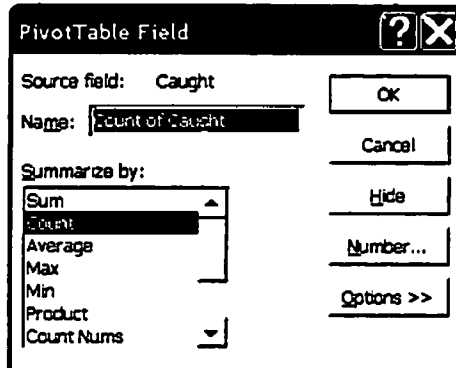 PivotTable Field
Source field: Caught
Name: Count of Caught
Summarize by:
Sum
Count
Average
Max
Min
Product
Count Nums
OK
Cancel
Hide
Number...
Options >>